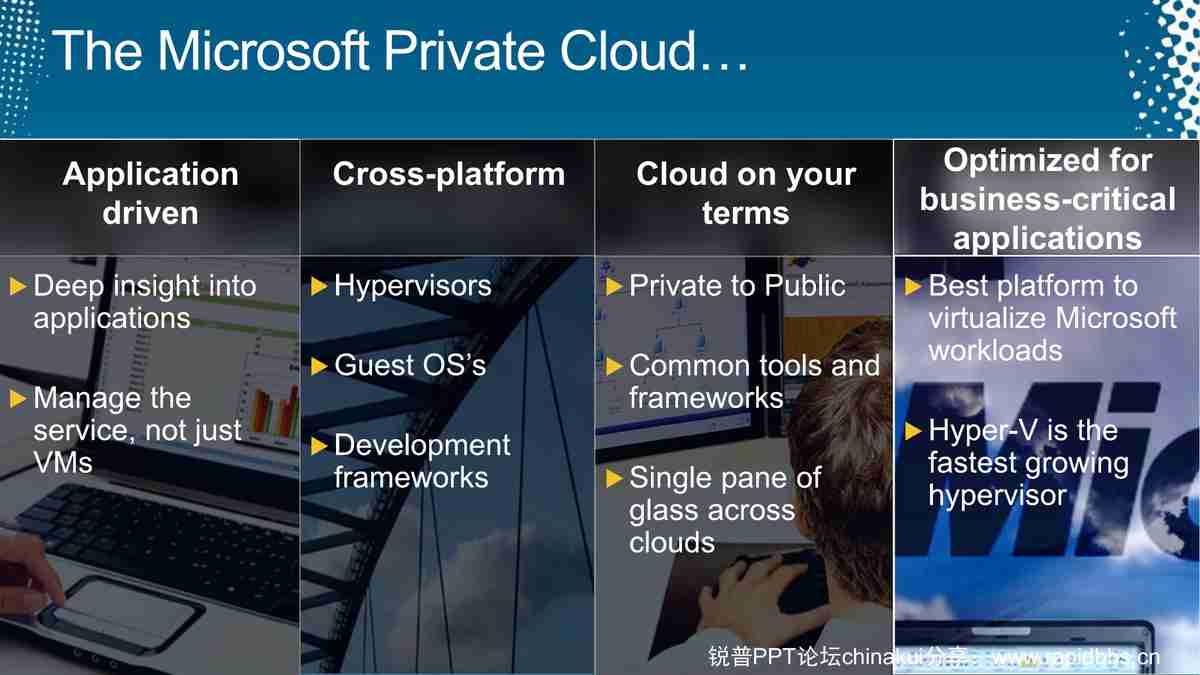 The Microsoft Private Cloud…
Application
driven
Deep insight into
applications
Manage the
service, not just
VMs
Cross-platform
Hypervisors
Guest OS’s
Development
frameworks
Cloud on your
terms
Private to Public
Common tools and
frameworks
Single pane of
glass across
clouds
Optimized for
business-critical
applications
Best platform to
virtualize Microsoft
workloads
Hyper-V is the
fastest growing
hypervisor
Mic
锐普PPT论坛chinakui分享：www.rapidbbs.cn